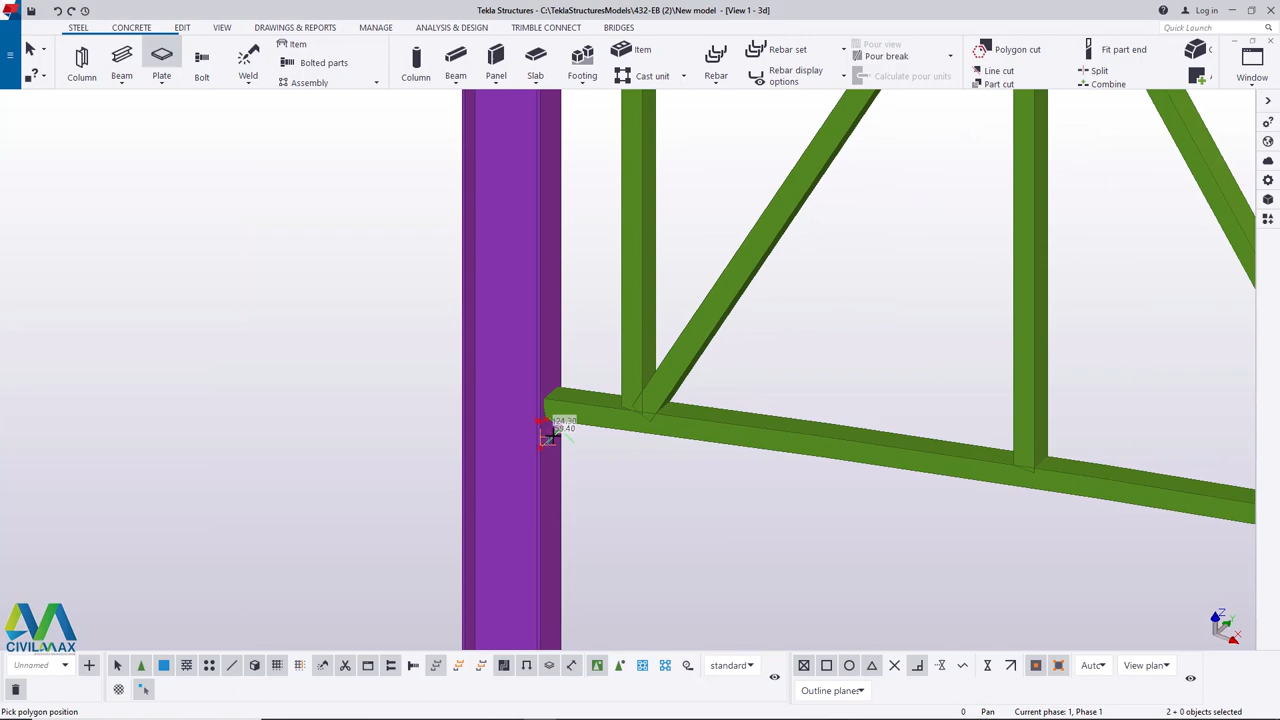 Tekla Structures - C:\TeklaStructuresModels\432-EB (2)\New model - [View 1 - 3d]
Log in
STEEL CONCRETE EDIT VIEW DRAWINGS & REPORTS MANAGE ANALYSIS & DESIGN TRIMBLE CONNECT BRIDGES
Quick Launch
Column Beam Plate Bolt Weld
Item
Bolted parts
Assembly
Column Beam Panel Slab Footing
Item
Cast unit
Rebar
Rebar set
Rebar display options
Pour view
Pour break
Calculate pour units
Polygon cut
Line cut
Part cut
Fit part end
Split
Combine
C
A
Window
CIVILMAX
Unnamed
standard
Auto
View plan
Outline planes
Pick polygon position
0
Pan
Current phase: 1, Phase 1
2 + 0 objects selected
Z